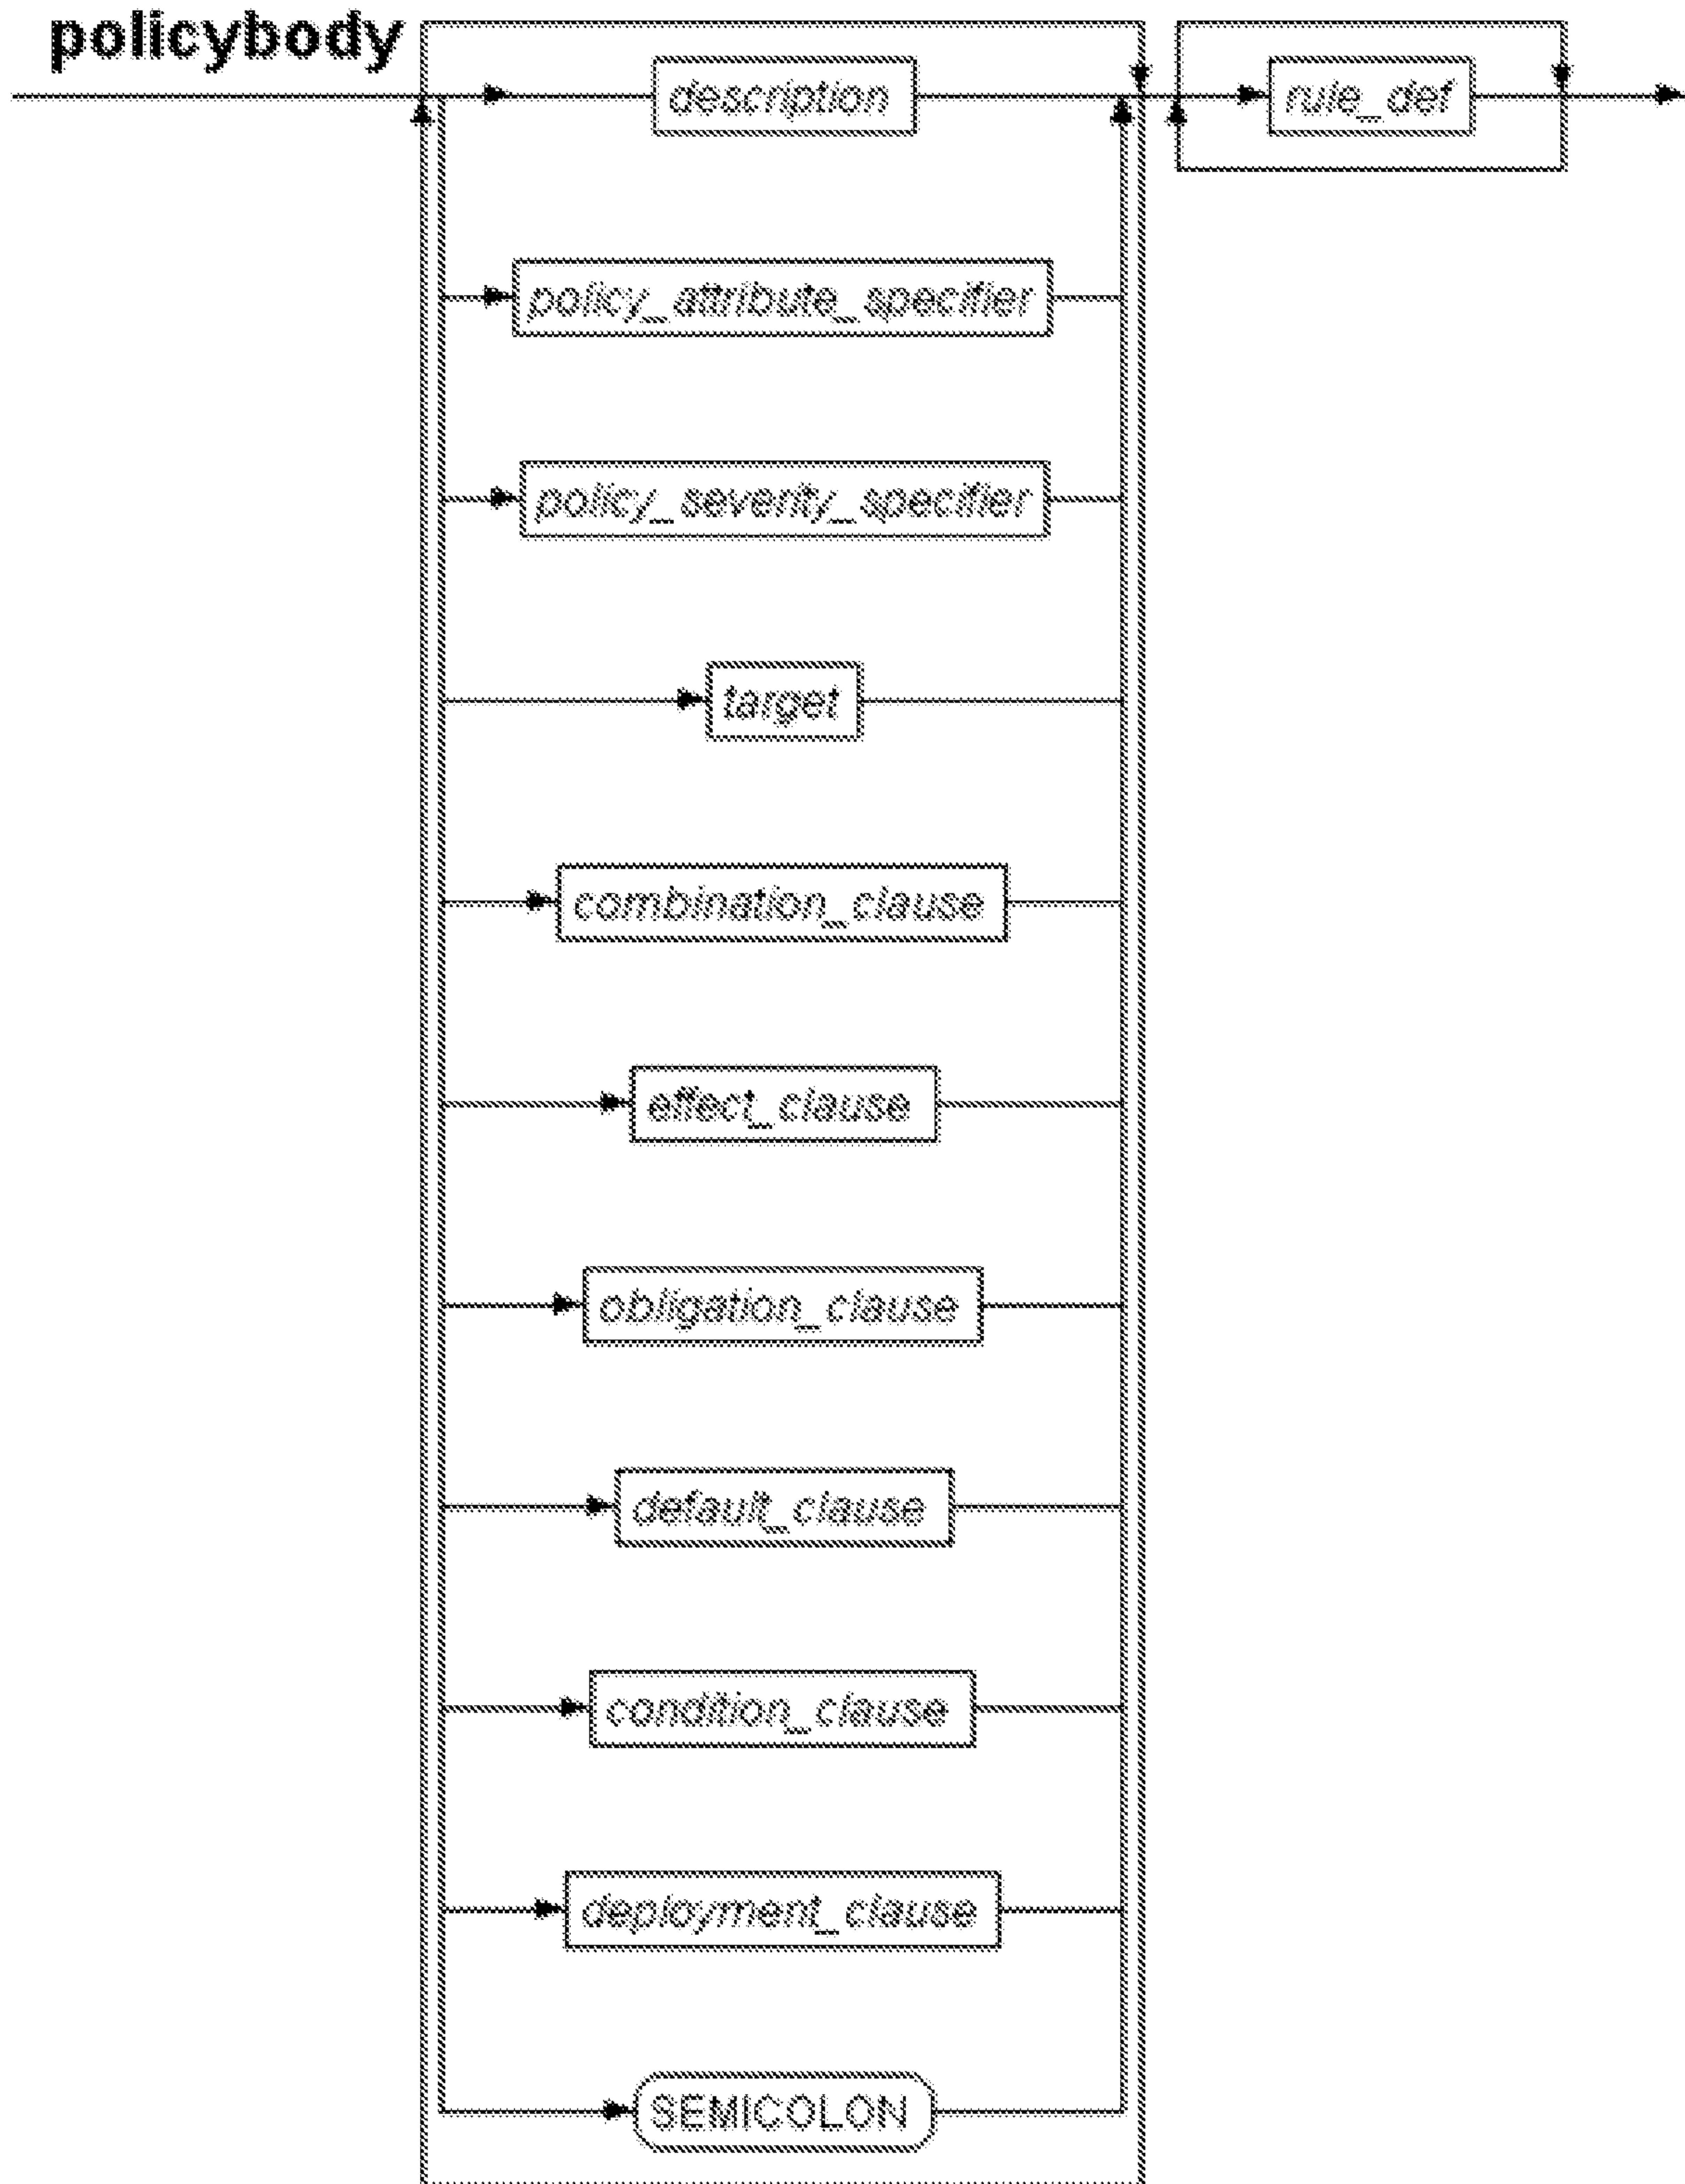 policybody
description
rule_def
policy_attribute_specifier
policy_severity_specifier
target
combination_clause
effect_clause
obligation_clause
default_clause
condition_clause
deployment_clause
SEMICOLON